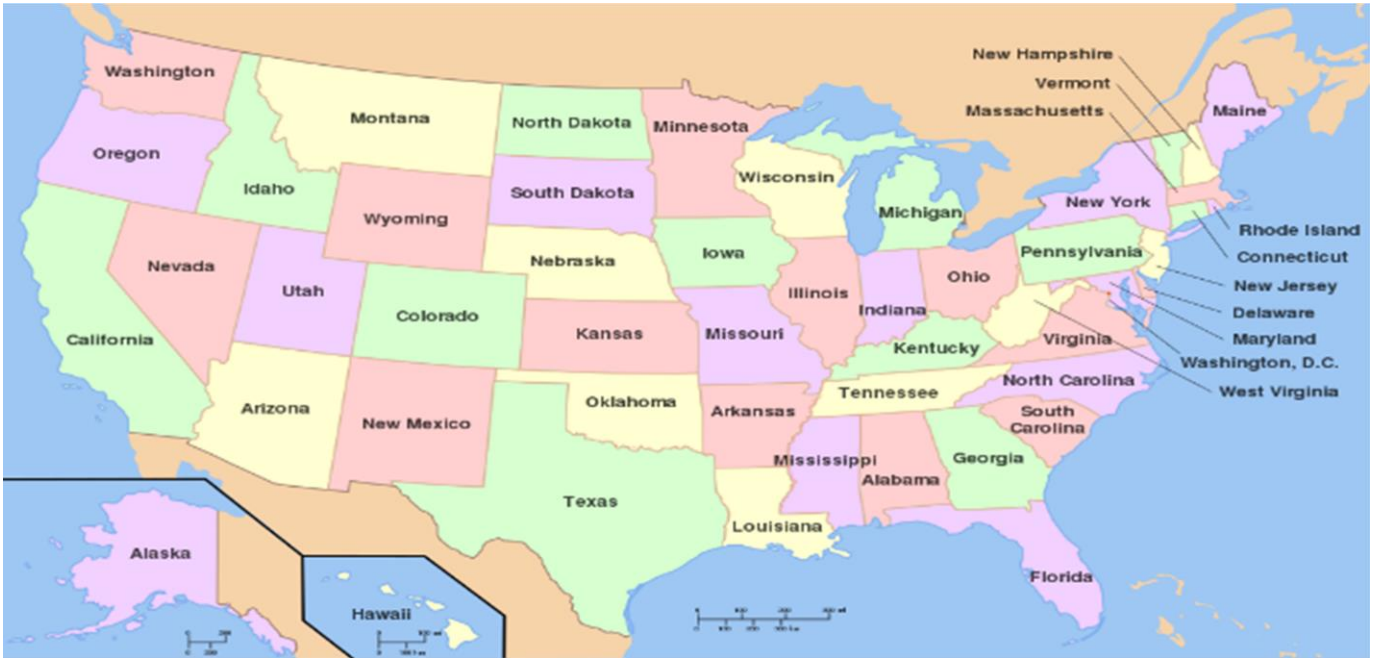 New Hampshire
Vermont
Massachusetts
Washington
Montana
North Dakota
Minnesota
Maine
Oregon
Idaho
South Dakota
Wisconsin
Michigan
New York
Wyoming
Rhode Island
Nevada
Utah
Nebraska
Iowa
Pennsylvania
Connecticut
Illinois
Indiana
Ohio
New Jersey
California
Colorado
Kansas
Missouri
Kentucky
Virginia
Delaware
Maryland
Washington, D.C.
West Virginia
Arizona
New Mexico
Oklahoma
Arkansas
Tennessee
North Carolina
South
Carolina
Mississippi
Alabama
Georgia
Texas
Louisiana
Alaska
Hawaii
Florida